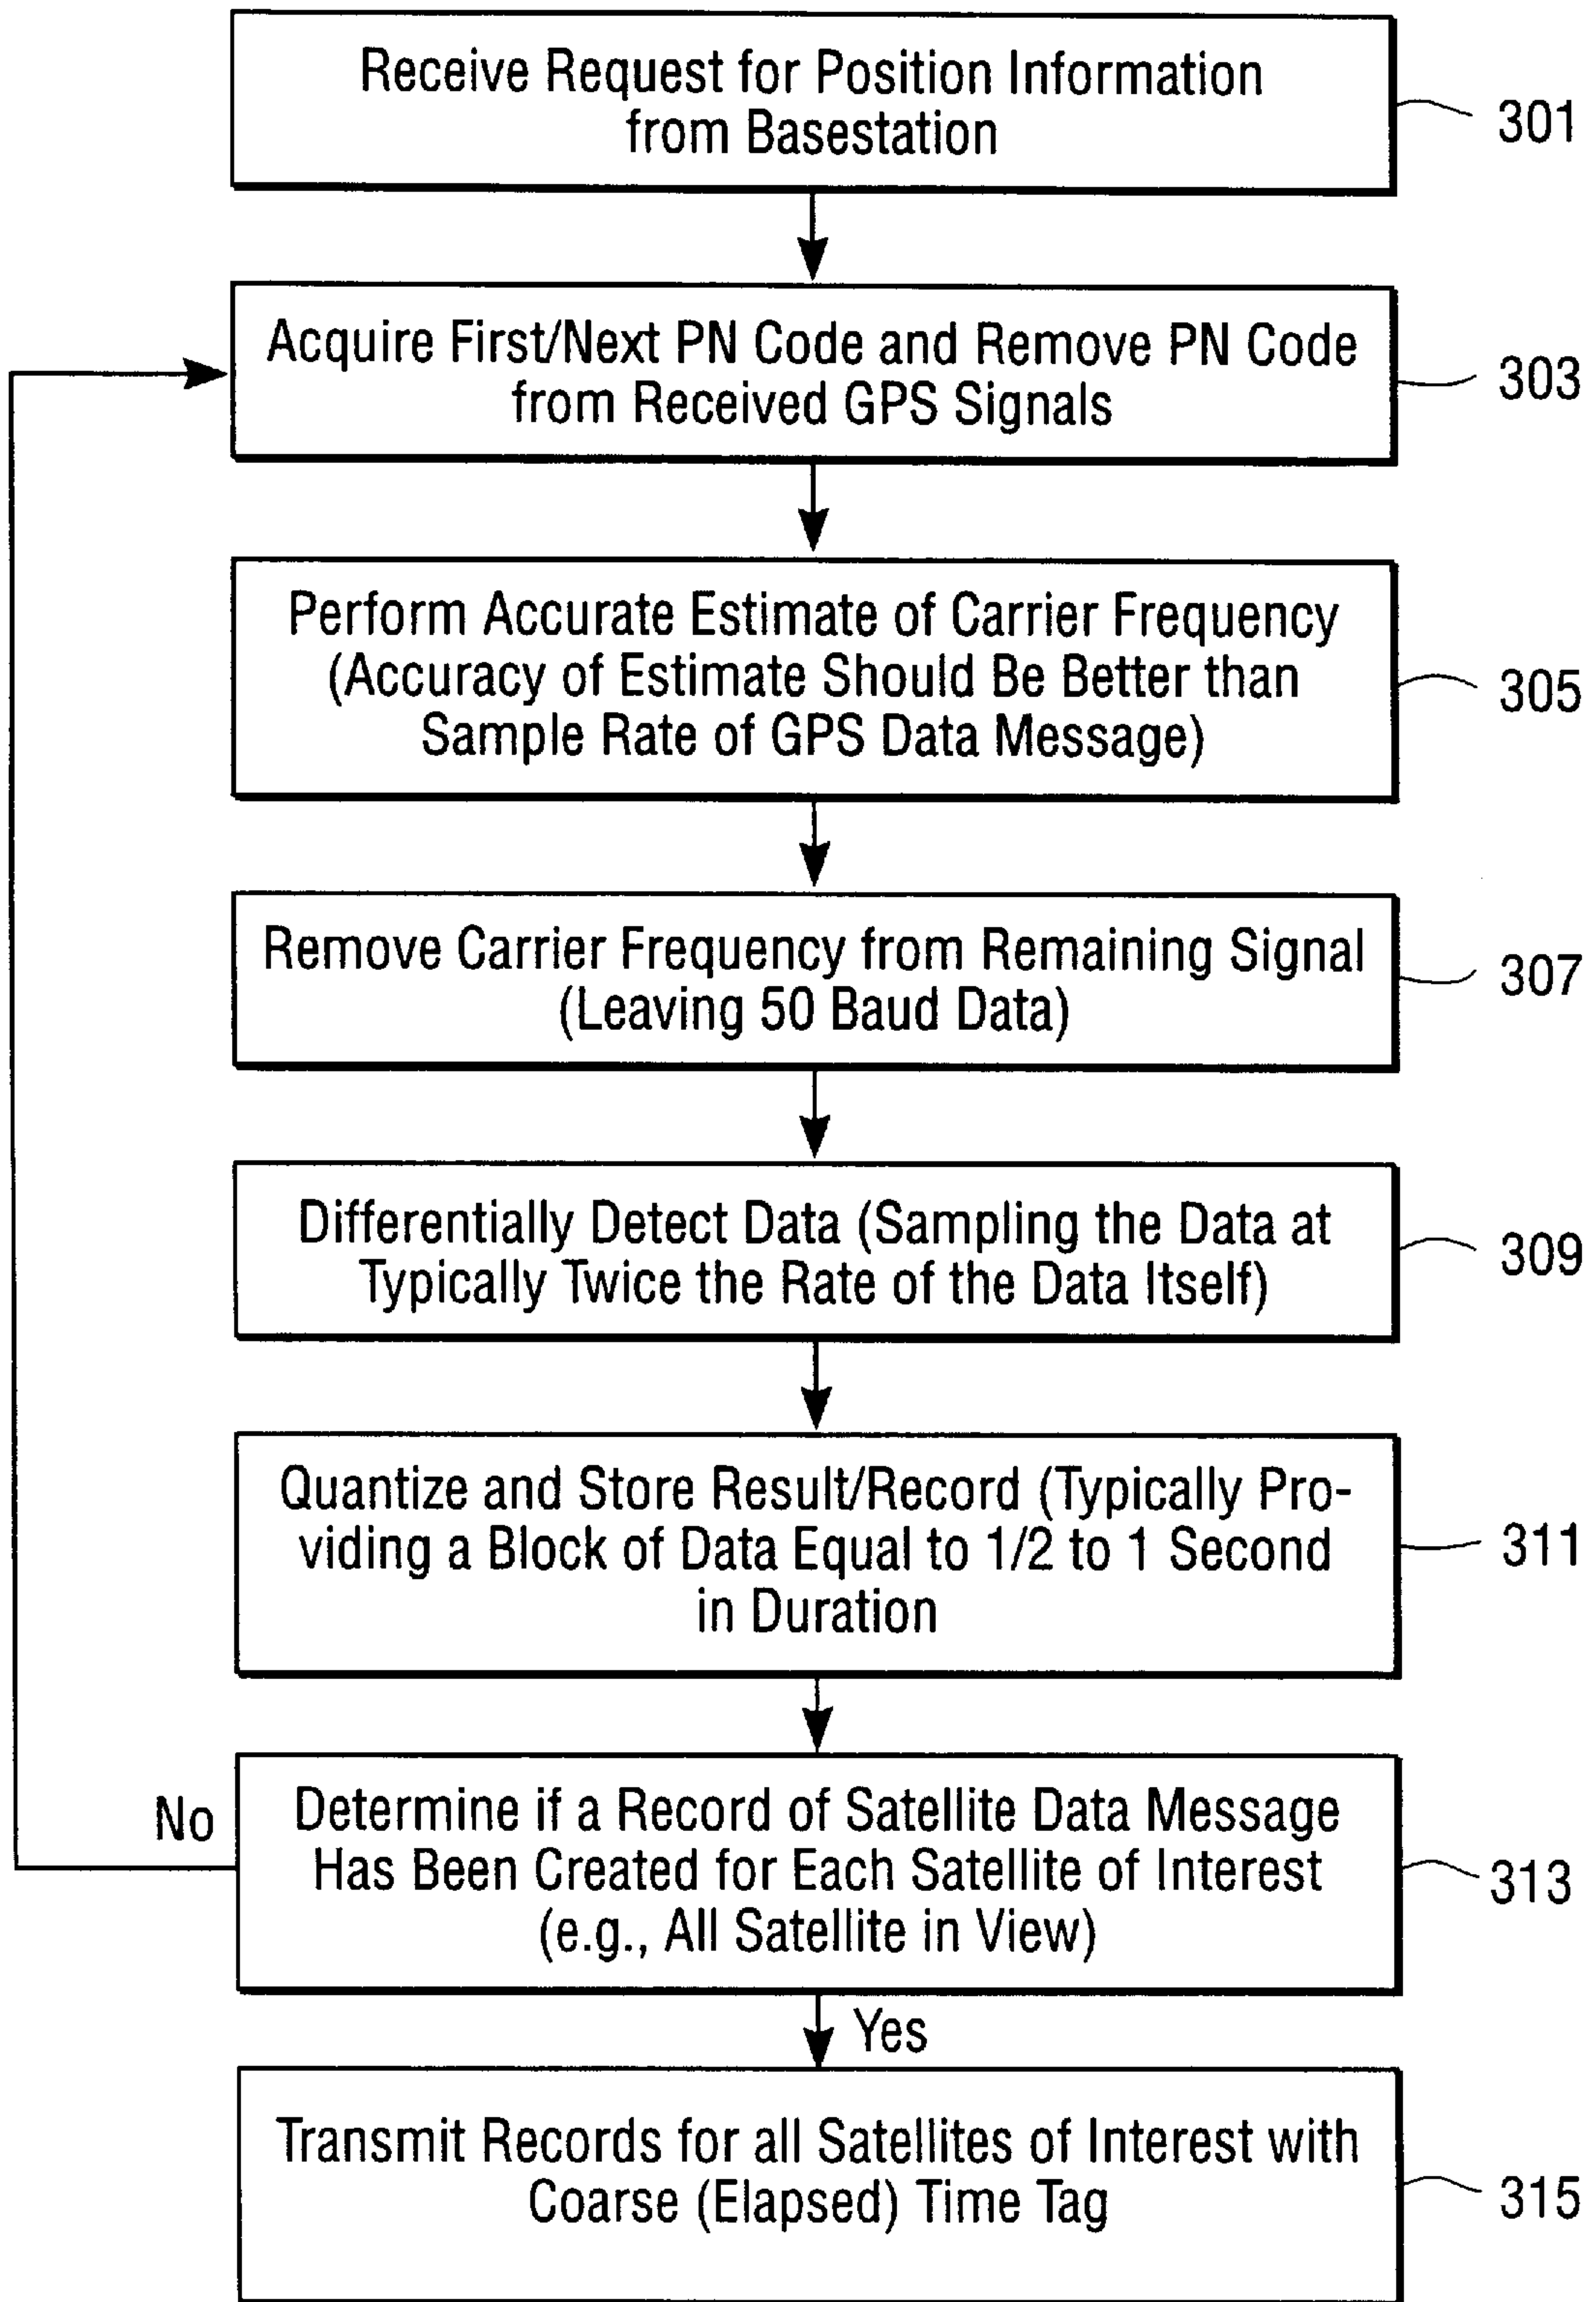 Receive Request for Position Information
from Basestation
301
Acquire First/Next PN Code and Remove PN Code
from Received GPS Signals
303
Perform Accurate Estimate of Carrier Frequency
(Accuracy of Estimate Should Be Better than
Sample Rate of GPS Data Message)
305
Remove Carrier Frequency from Remaining Signal
(Leaving 50 Baud Data)
307
Differentially Detect Data (Sampling the Data at
Typically Twice the Rate of the Data Itself)
309
Quantize and Store Result/Record (Typically Pro-
viding a Block of Data Equal to 1/2 to 1 Second
in Duration
311
No
Determine if a Record of Satellite Data Message
Has Been Created for Each Satellite of Interest
(e.g., All Satellite in View)
313
Yes
Transmit Records for all Satellites of Interest with
Coarse (Elapsed) Time Tag
315